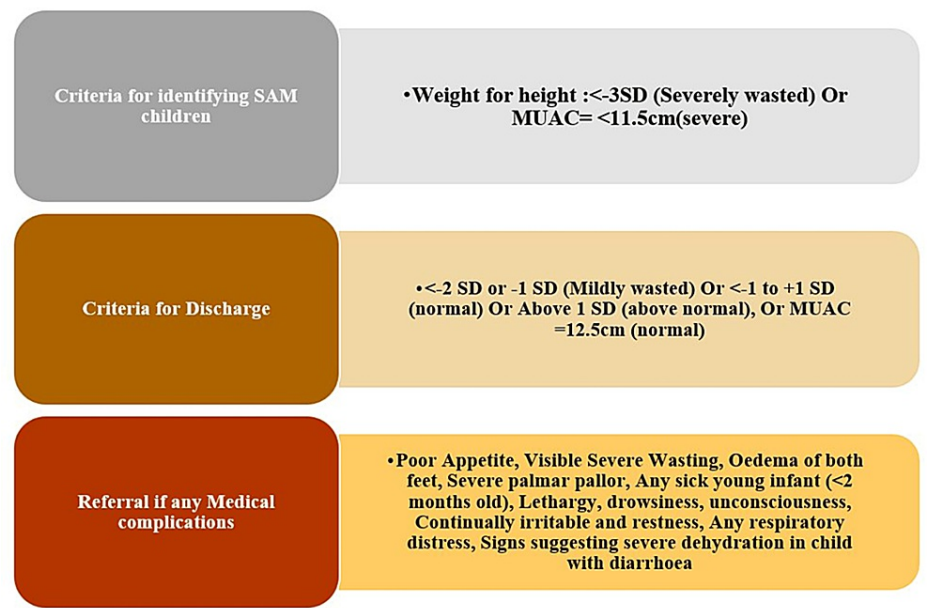 Criteria for identifying SAM
children
•Weight for height :<-3SD (Severely wasted) Or
MUAC= <11.5cm(severe)
Criteria for Discharge
•<-2 SD or -1 SD (Mildly wasted) Or <-1 to +1 SD
(normal) Or Above 1 SD (above normal), Or MUAC
=12.5cm (normal)
Referral if any Medical
complications
•Poor Appetite, Visible Severe Wasting, Oedema of both
feet, Severe palmar pallor, Any sick young infant (<2
months old), Lethargy, drowsiness, unconsciousness,
Continually irritable and restness, Any respiratory
distress, Signs suggesting severe dehydration in child
with diarrhoea